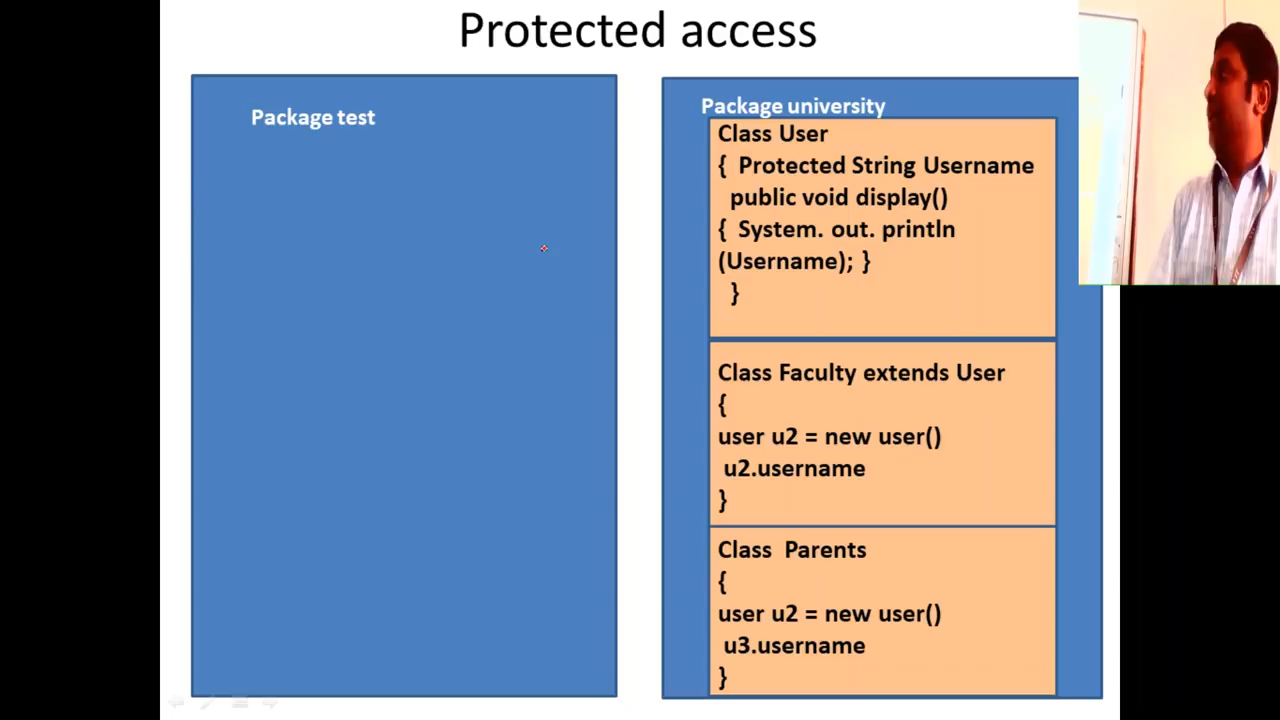 Protected access
Package test
Package university
Class User
{ Protected String Username
public void display()
{ System. out. println
(Username); }
}
Class Faculty extends User
{
user u2 = new user()
u2.username
}
Class Parents
{
user u2 = new user()
u3.username
}